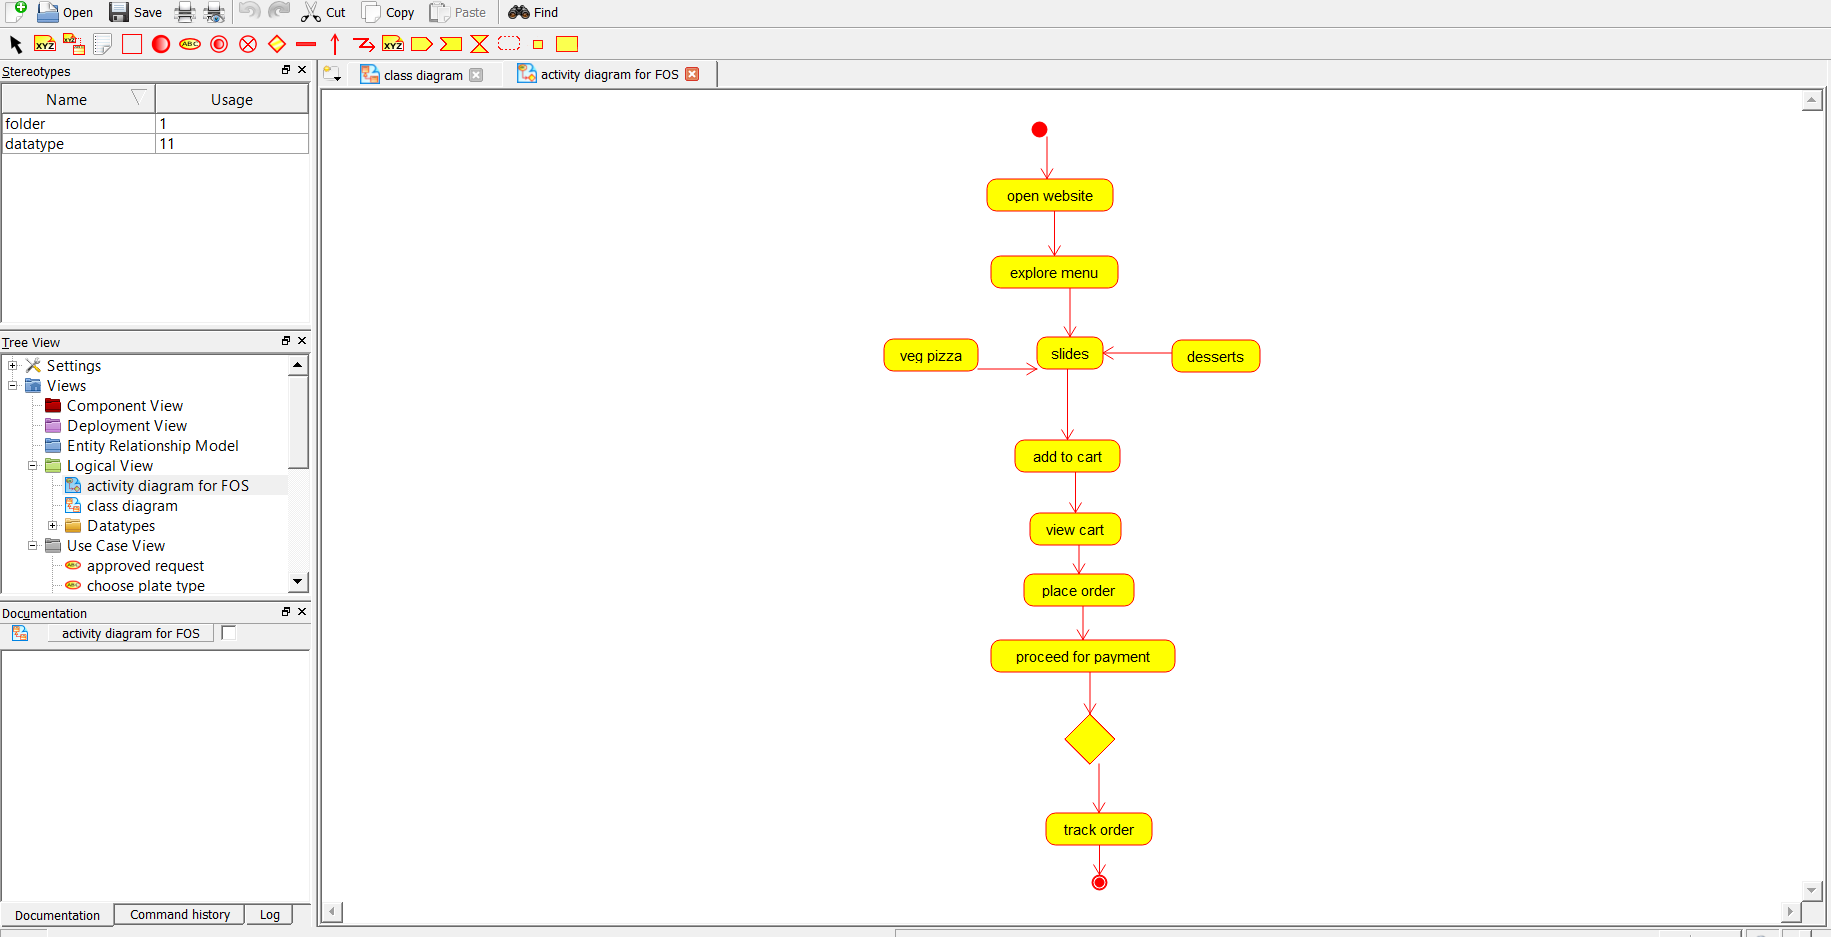 Open Save Cut Copy Paste Find
XYZ XYZ ABC XYZ
Stereotypes
Name Usage
folder 1
datatype 11
Tree View
Settings
Views
Component View
Deployment View
Entity Relationship Model
Logical View
activity diagram for FOS
class diagram
Datatypes
Use Case View
approved request
choose plate type
Documentation
activity diagram for FOS
Documentation Command history Log
class diagram activity diagram for FOS
open website
explore menu
veg pizza slides desserts
add to cart
view cart
place order
proceed for payment
track order